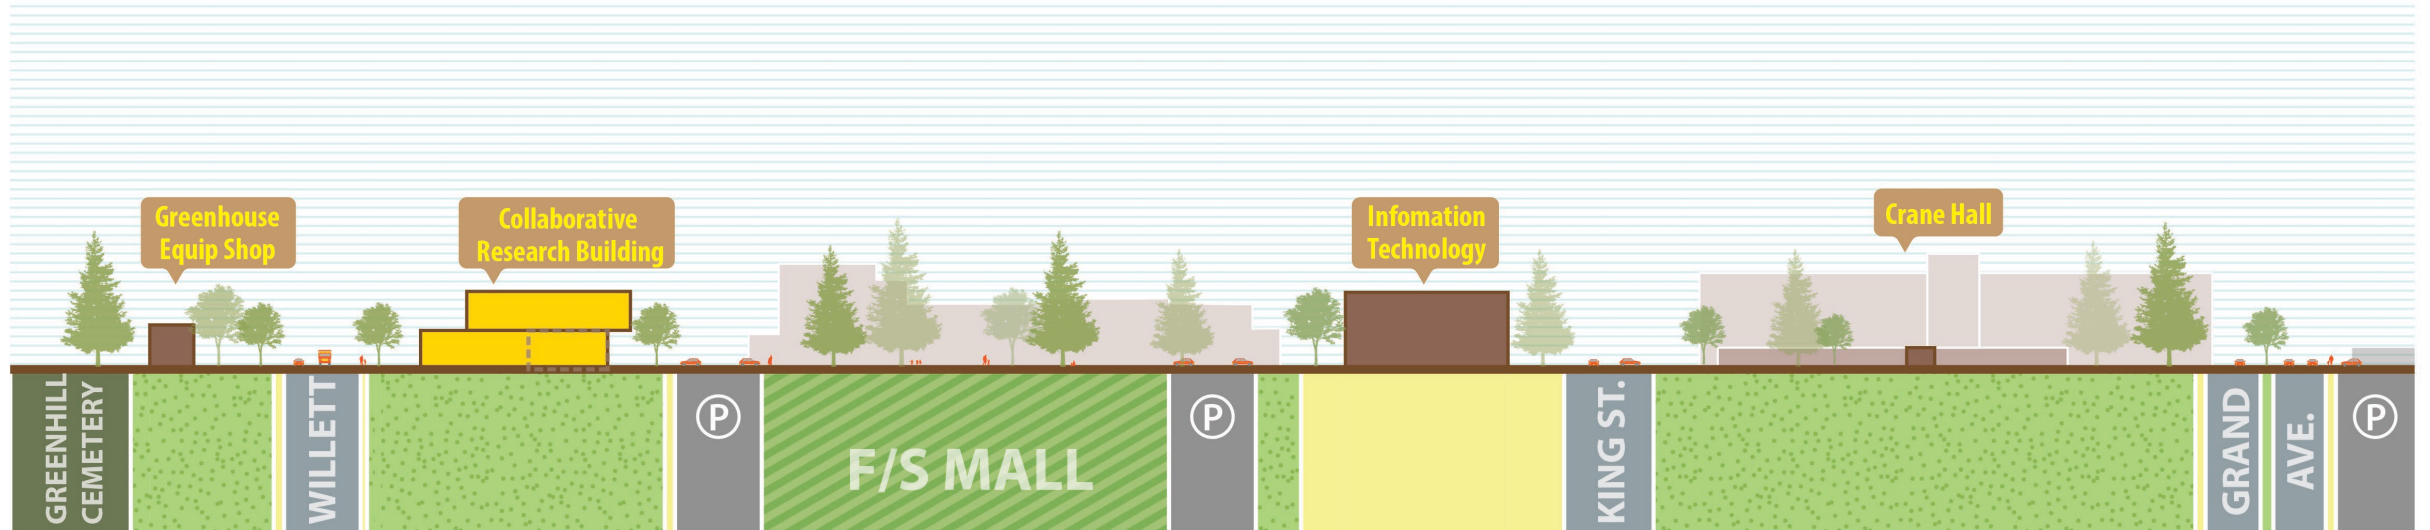 Greenhouse
Equip Shop
Collaborative
Research Building
Infomation
Technology
Crane Hall
GREENHILL
CEMETERY
WILLETT
P
F/S MALL
P
KING ST.
GRAND
AVE.
P